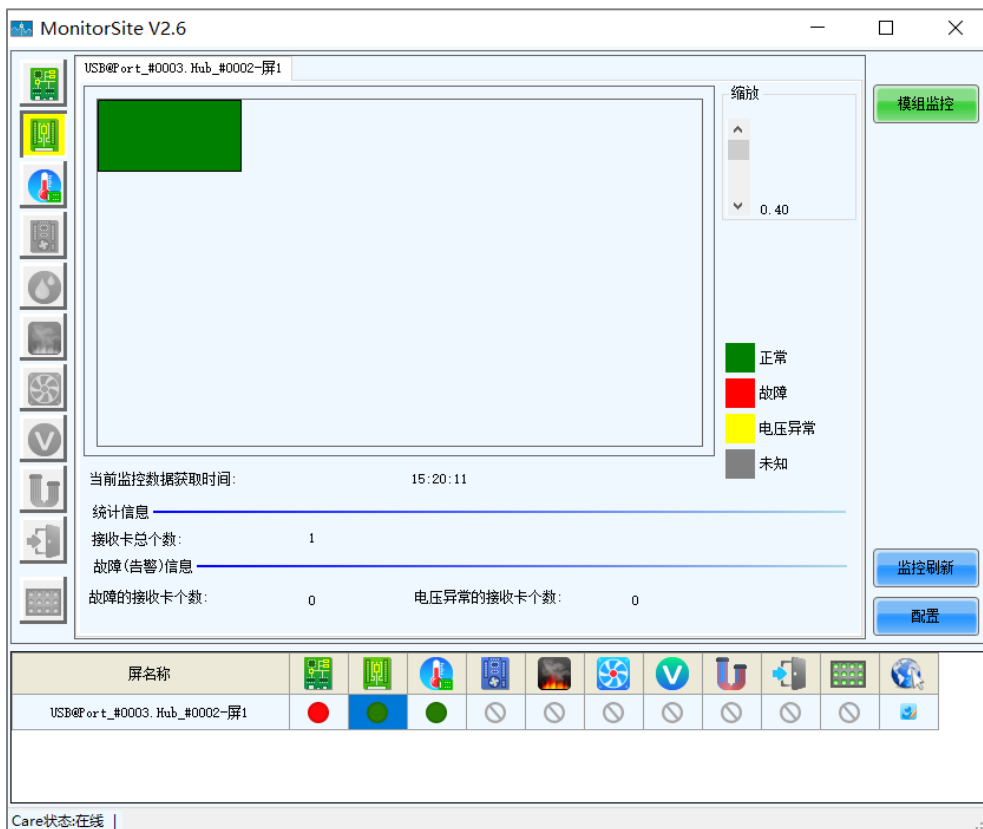 MonitorSite V2.6
USB@Port_#0003.Hub_#0002-屏1
缩放
0.40
模组监控
正常
故障
电压异常
未知
当前监控数据获取时间: 15:20:11
统计信息
接收卡总个数: 1
故障(告警)信息
故障的接收卡个数: 0 电压异常的接收卡个数: 0
监控刷新
配置
屏名称
USB@Port_#0003.Hub_#0002-屏1
Care状态:在线 |